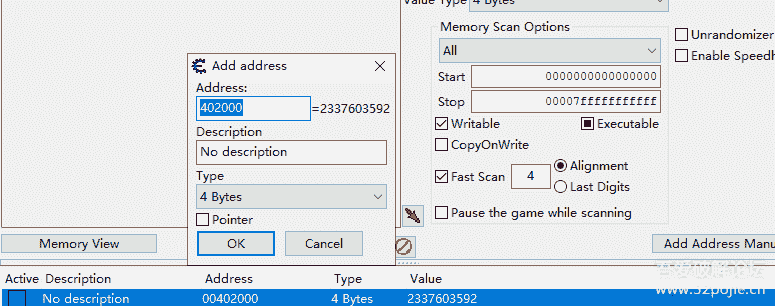 Value Type 4 Bytes
Memory Scan Options
All
Start 0000000000000000
Stop 00007fffffffffff
Writable Executable
CopyOnWrite
Fast Scan 4 Alignment
Last Digits
Pause the game while scanning
Unrandomizer
Enable Speedh
Add address
Address:
402000 =2337603592
Description
No description
Type
4 Bytes
Pointer
OK Cancel
Memory View
Add Address Manu
Active Description Address Type Value
No description 00402000 4 Bytes 2337603592
吾爱破解论坛
www.52pojie.cn